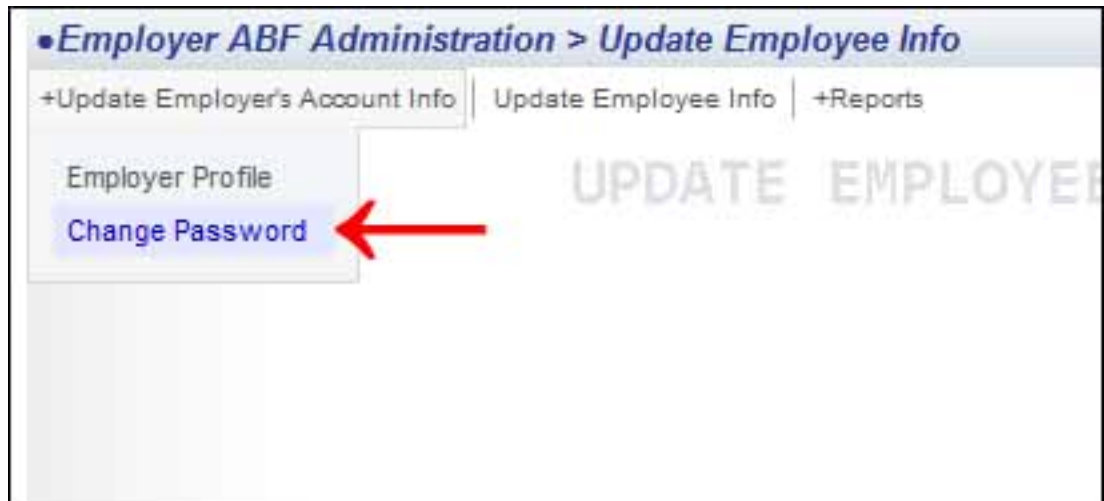 •Employer ABF Administration > Update Employee Info
+Update Employer's Account Info | Update Employee Info | +Reports
Employer Profile
Change Password
UPDATE EMPLOYEE